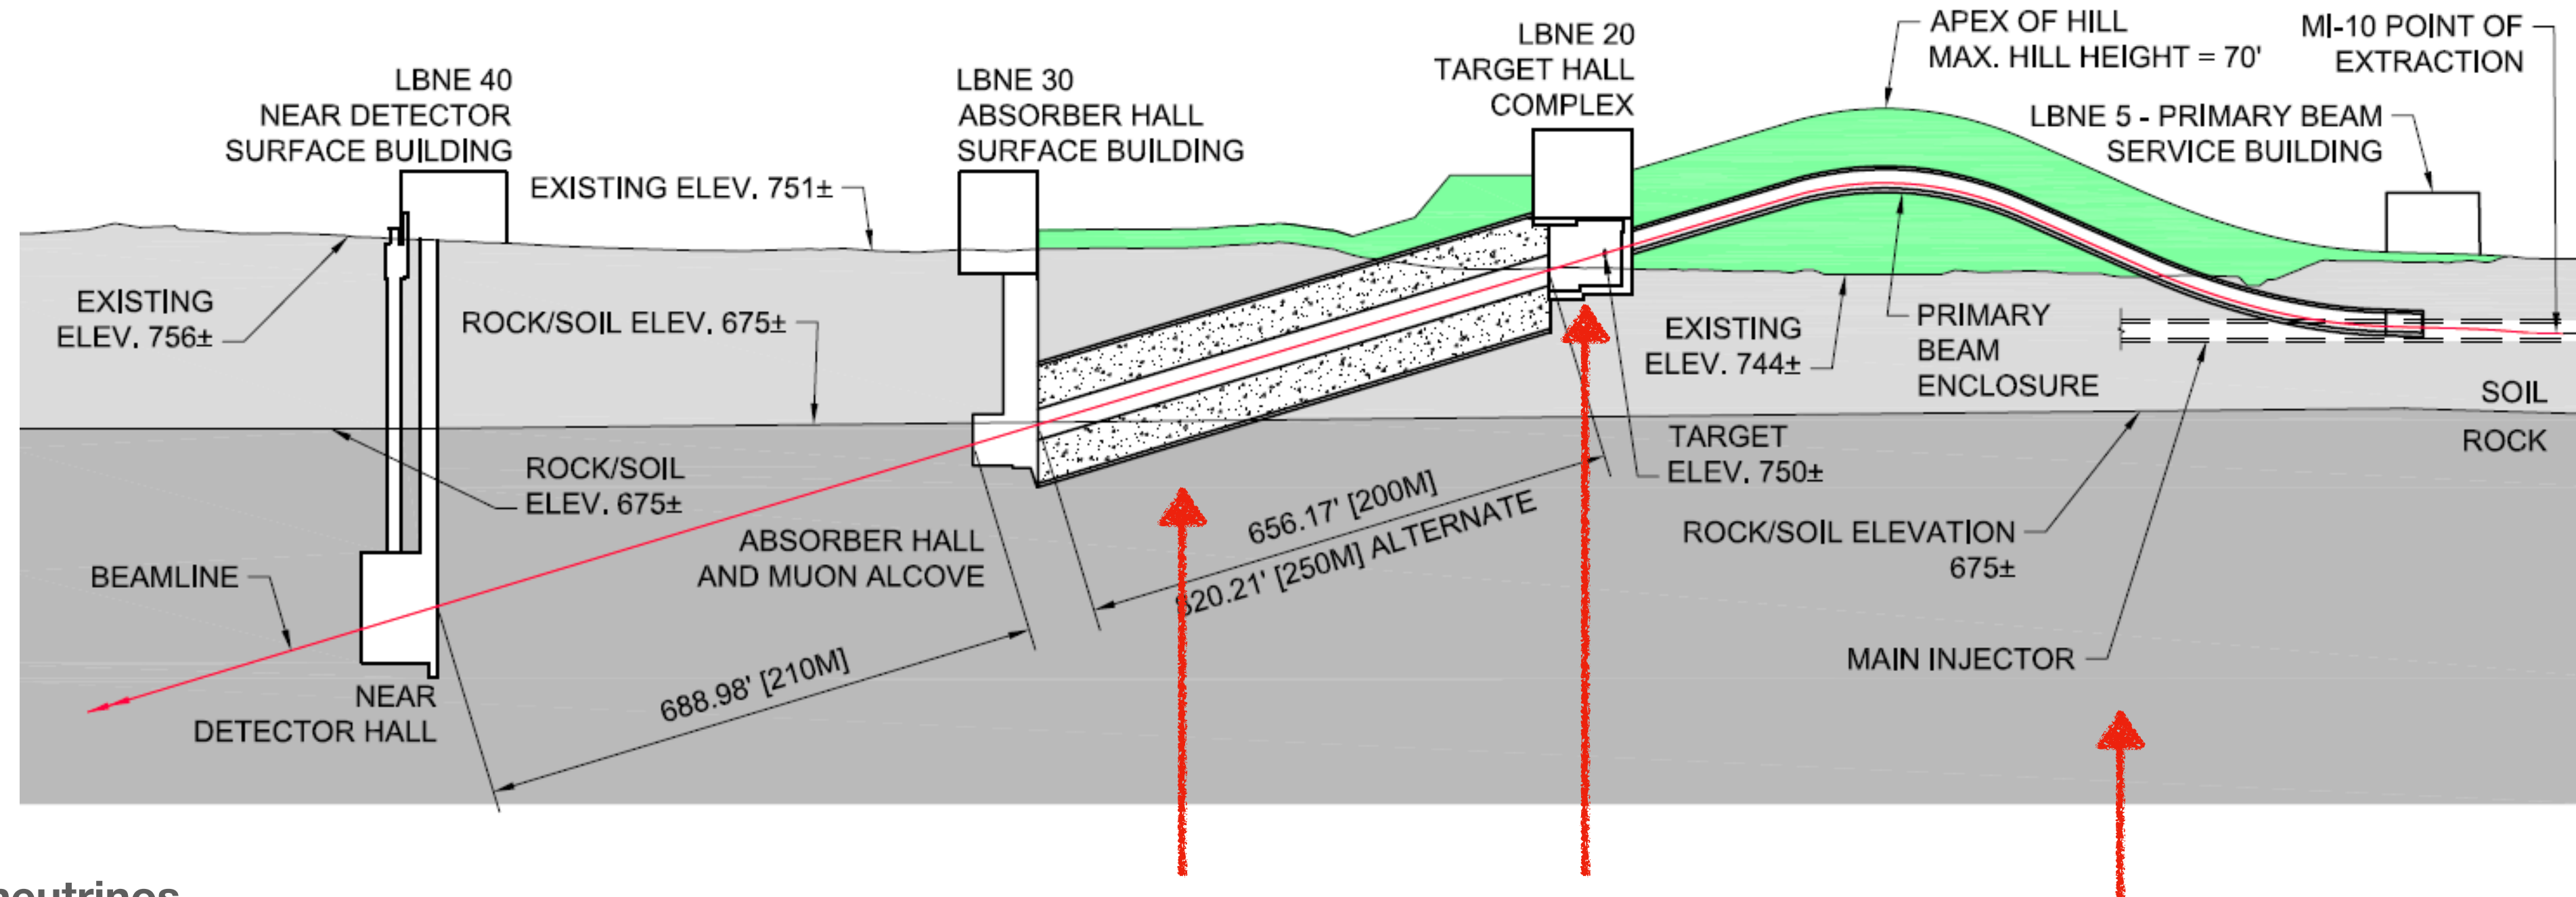 LBNE 40
NEAR DETECTOR
SURFACE BUILDING
EXISTING ELEV. 751±
LBNE 30
ABSORBER HALL
SURFACE BUILDING
LBNE 20
TARGET HALL
COMPLEX
APEX OF HILL
MAX. HILL HEIGHT = 70'
MI-10 POINT OF
EXTRACTION
LBNE 5 - PRIMARY BEAM
SERVICE BUILDING
EXISTING
ELEV. 756±
ROCK/SOIL ELEV. 675±
EXISTING
ELEV. 744±
PRIMARY
BEAM
ENCLOSURE
SOIL
ROCK
ROCK/SOIL
ELEV. 675±
TARGET
ELEV. 750±
656.17' [200M]
820.21' [250M] ALTERNATE
ROCK/SOIL ELEVATION
675±
BEAMLINE
ABSORBER HALL
AND MUON ALCOVE
MAIN INJECTOR
688.98' [210M]
NEAR
DETECTOR HALL
neutrinos